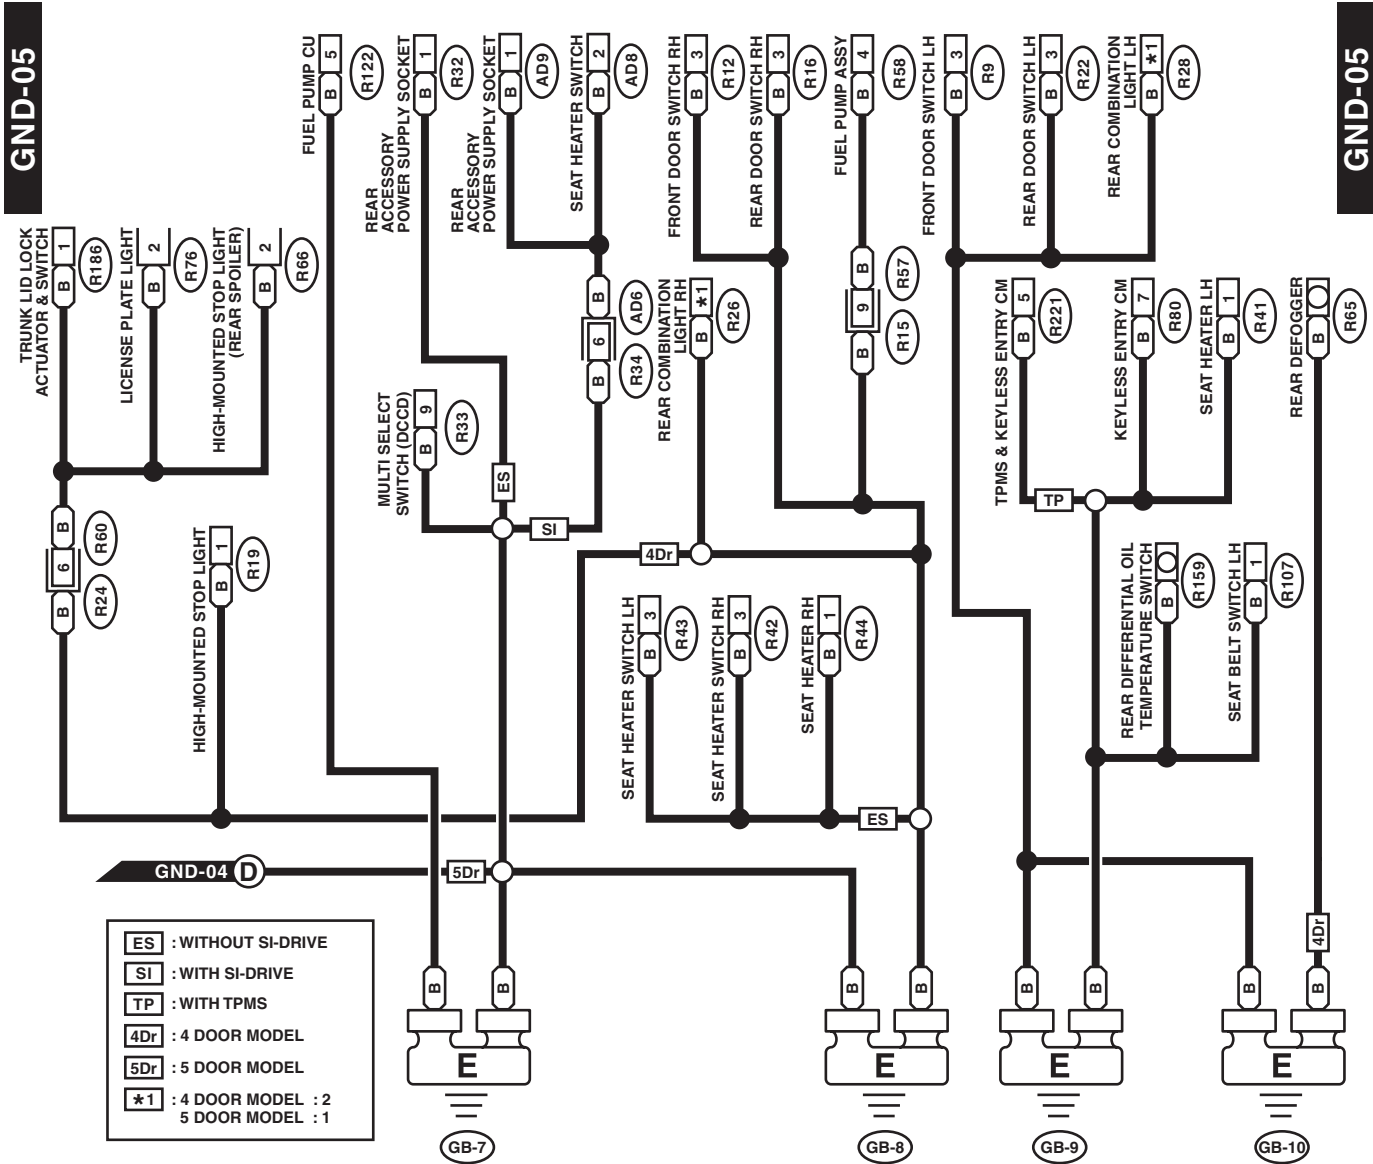 GND-05
GND-05
FUEL PUMP CU
5
B
R122
REAR ACCESSORY
POWER SUPPLY SOCKET
1
B
R32
REAR ACCESSORY
POWER SUPPLY SOCKET
1
B
AD9
SEAT HEATER SWITCH
2
B
AD8
FRONT DOOR SWITCH RH
3
B
R12
REAR DOOR SWITCH RH
3
B
R16
FUEL PUMP ASSY
4
B
R58
FRONT DOOR SWITCH LH
3
B
R9
REAR DOOR SWITCH LH
3
B
R22
REAR COMBINATION
LIGHT LH
*1
B
R28
TRUNK LID LOCK
ACTUATOR & SWITCH
1
B
R186
LICENSE PLATE LIGHT
2
B
R76
HIGH-MOUNTED STOP LIGHT
(REAR SPOILER)
2
B
R66
B
AD6
6
B
R34
REAR COMBINATION
LIGHT RH
*1
B
R26
B
R57
9
B
R15
TPMS & KEYLESS ENTRY CM
5
B
R221
KEYLESS ENTRY CM
7
B
R80
SEAT HEATER LH
1
B
R41
REAR DEFOGGER
B
R65
MULTI SELECT
SWITCH (DCCD)
9
B
R33
ES
SI
TP
4Dr
B
R60
6
B
R24
HIGH-MOUNTED STOP LIGHT
1
B
R19
SEAT HEATER SWITCH LH
3
B
R43
SEAT HEATER SWITCH RH
3
B
R42
SEAT HEATER RH
1
B
R44
ES
REAR DIFFERENTIAL OIL
TEMPERATURE SWITCH
B
R159
SEAT BELT SWITCH LH
1
B
R107
GND-04 D
5Dr
4Dr
ES : WITHOUT SI-DRIVE
SI : WITH SI-DRIVE
TP : WITH TPMS
4Dr : 4 DOOR MODEL
5Dr : 5 DOOR MODEL
*1 : 4 DOOR MODEL : 2
5 DOOR MODEL : 1
B
B
E
GB-7
B
B
E
GB-8
B
B
E
GB-9
B
B
E
GB-10